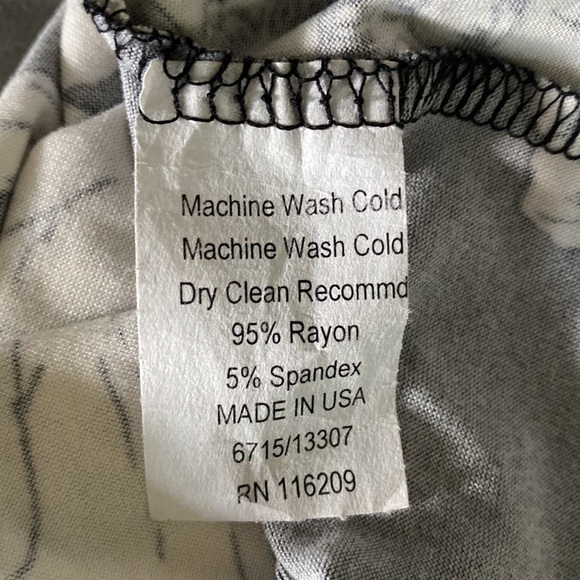 Machine Wash Cold
Machine Wash Cold
Dry Clean Recommd
95% Rayon
5% Spandex
MADE IN USA
6715/13307
RN 116209